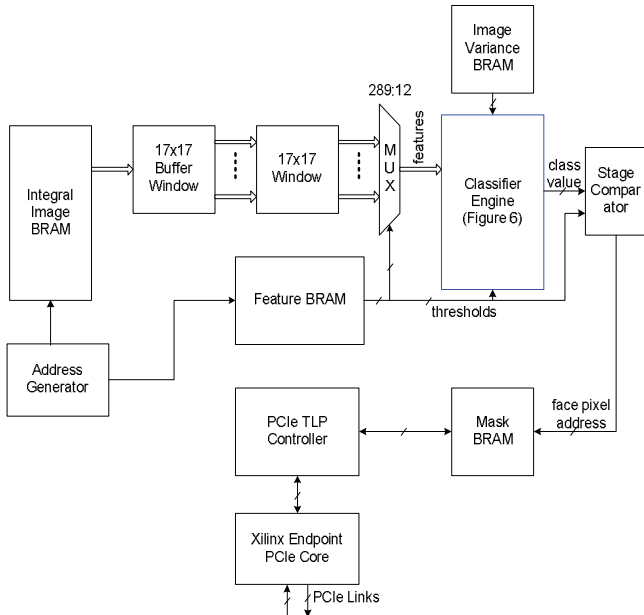 Image
Variance
BRAM
289:12
Integral
Image
BRAM
17x17
Buffer
Window
17x17
Window
MUX
features
Classifier
Engine
(Figure 6)
class
value
Stage
Compar
ator
Feature BRAM
thresholds
Address
Generator
PCIe TLP
Controller
Mask
BRAM
face pixel
address
Xilinx Endpoint
PCIe Core
PCIe Links